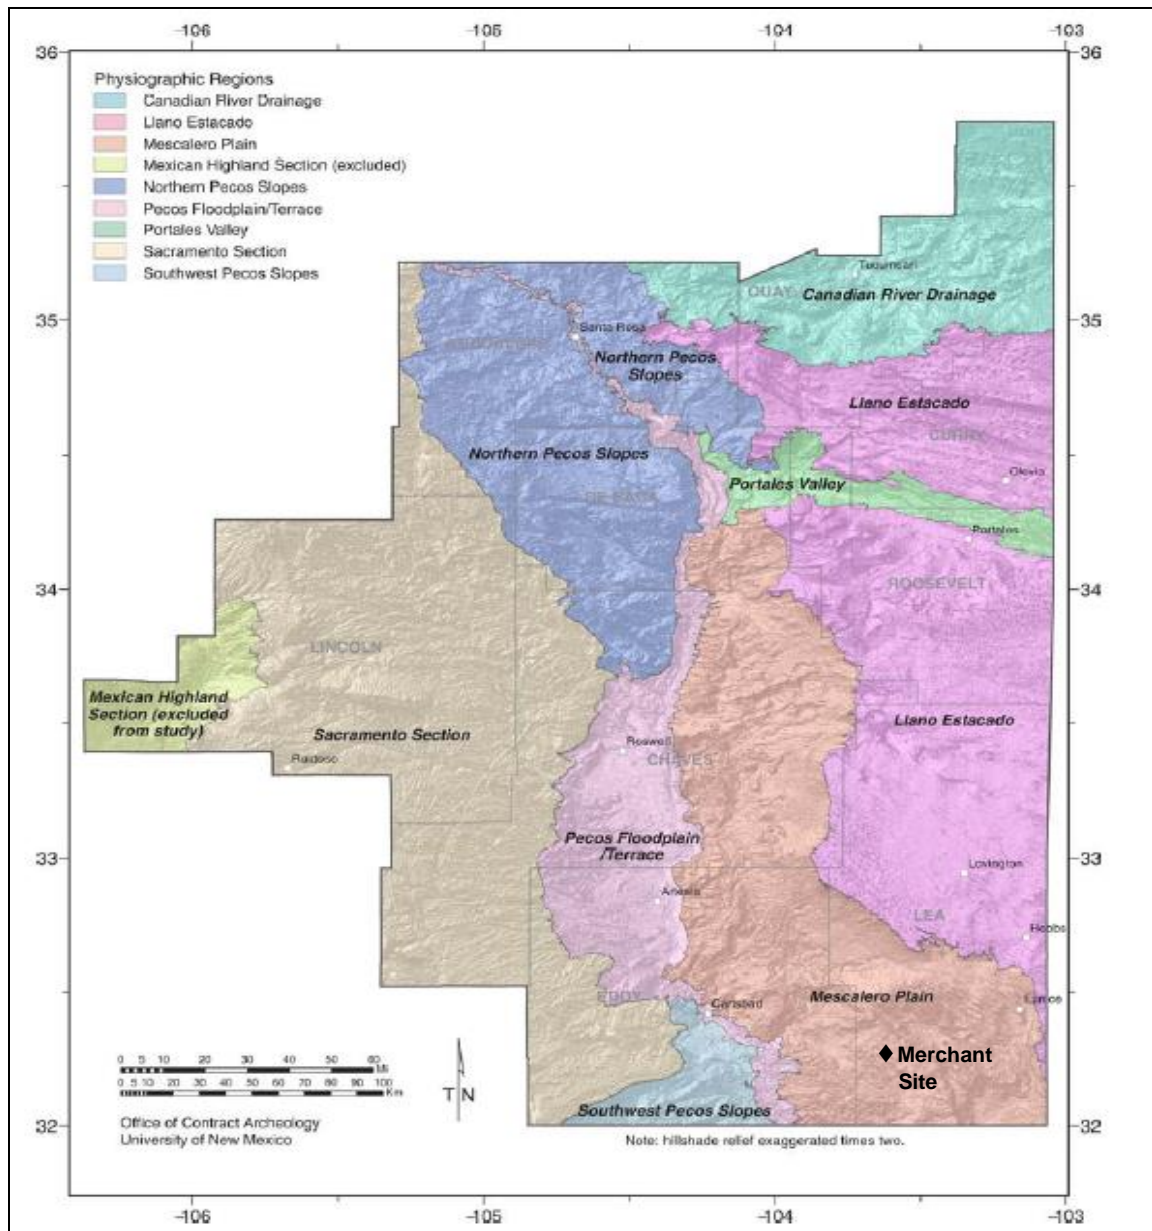 -106 -105 -104 -103
36 36
Physiographic Regions
Canadian River Drainage
Llano Estacado
Mescalero Plain
Mexican Highland Section (excluded)
Northern Pecos Slopes
Pecos Floodplain/Terrace
Portales Valley
Sacramento Section
Southwest Pecos Slopes
Tucumcari
QUAY
Canadian River Drainage
35 35
Santa Rosa
Northern Pecos
Slopes
Llano Estacado
CURRY
Northern Pecos Slopes
Clovis
Portales Valley
DE BACA
Portales
34 34
ROOSEVELT
LINCOLN
Mexican Highland
Section (excluded
from study)
Sacramento Section
Llano Estacado
Roswell
CHAVES
Ruidoso
Pecos Floodplain
/Terrace
33 33
Lovington
Artesia
LEA
Hobbs
EDDY
Carlsbad
Mescalero Plain
Eunice
Merchant
Site
0 5 10 20 30 40 50 60
Mi
0 5 10 20 30 40 50 60 70 80 90 100
Km
T N
Southwest Pecos Slopes
Office of Contract Archeology
University of New Mexico
32 32
Note: hillshade relief exaggerated times two.
-106 -105 -104 -103